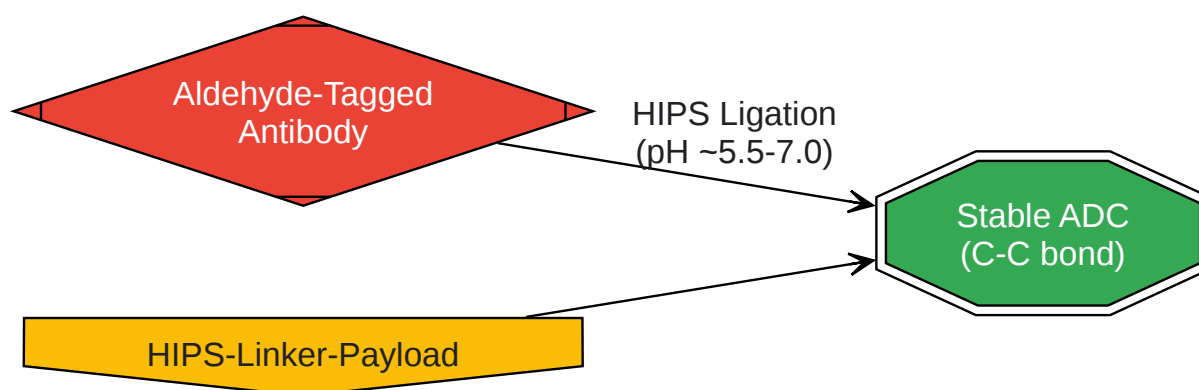 Aldehyde-Tagged
Antibody
HIPS Ligation
(pH ~5.5-7.0)
Stable ADC
(C-C bond)
HIPS-Linker-Payload